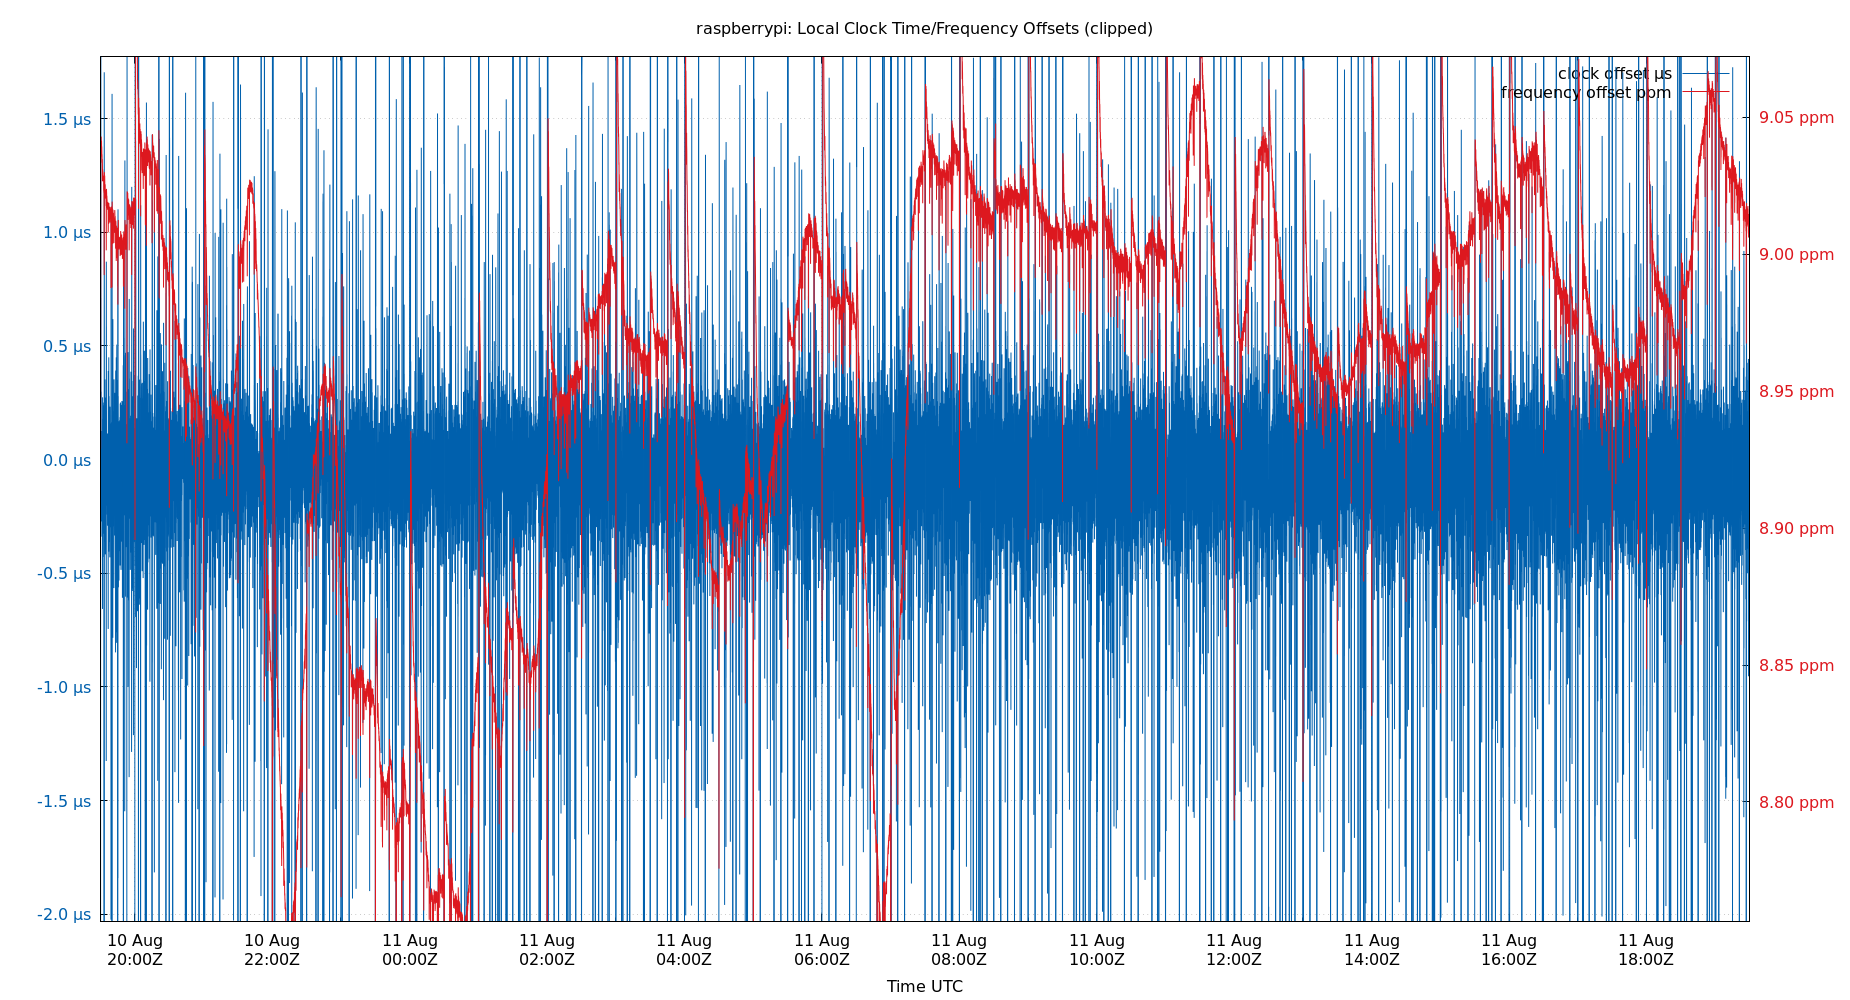 raspberrypi: Local Clock Time/Frequency Offsets (clipped)
clock offset µs
frequency offset ppm
1.5 µs
1.0 µs
0.5 µs
0.0 µs
-0.5 µs
-1.0 µs
-1.5 µs
-2.0 µs
9.05 ppm
9.00 ppm
8.95 ppm
8.90 ppm
8.85 ppm
8.80 ppm
10 Aug
20:00Z
10 Aug
22:00Z
11 Aug
00:00Z
11 Aug
02:00Z
11 Aug
04:00Z
11 Aug
06:00Z
11 Aug
08:00Z
11 Aug
10:00Z
11 Aug
12:00Z
11 Aug
14:00Z
11 Aug
16:00Z
11 Aug
18:00Z
Time UTC